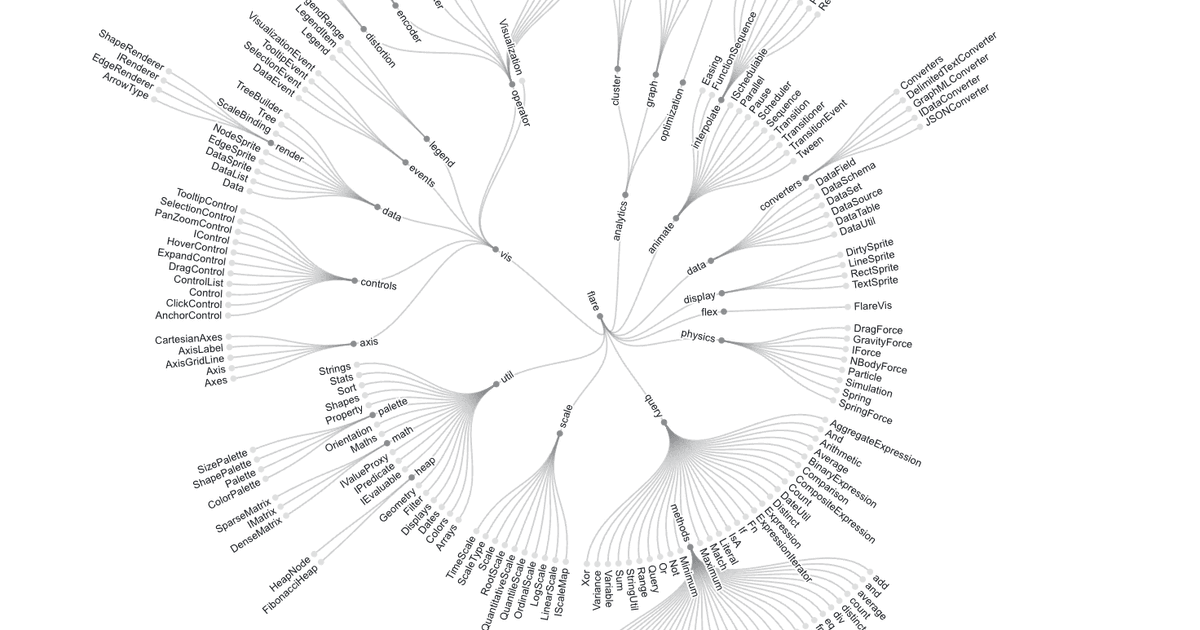 flare
analytics
cluster
graph
optimization
animate
Easing
FunctionSequence
interpolate
ISchedulable
Parallel
Pause
Scheduler
Sequence
Transition
Transitioner
TransitionEvent
Tween
data
converters
Converters
DelimitedTextConverter
GraphMLConverter
IDataConverter
JSONConverter
DataField
DataSchema
DataSet
DataSource
DataTable
DataUtil
display
DirtySprite
LineSprite
RectSprite
TextSprite
flex
FlareVis
physics
DragForce
GravityForce
IForce
NBodyForce
Particle
Simulation
Spring
SpringForce
query
AggregateExpression
And
Arithmetic
Average
BinaryExpression
Comparison
CompositeExpression
Count
DateUtil
Distinct
Expression
ExpressionIterator
Fn
If
IsA
Literal
Match
Maximum
methods
add
and
average
count
distinct
div
eq
Minimum
Not
Or
Query
Range
StringUtil
Sum
Variable
Variance
Xor
scale
IScaleMap
LinearScale
LogScale
OrdinalScale
QuantileScale
QuantitativeScale
RootScale
Scale
ScaleType
TimeScale
util
Arrays
Colors
Dates
Displays
Filter
Geometry
heap
FibonacciHeap
HeapNode
IEvaluable
IPredicate
IValueProxy
math
DenseMatrix
IMatrix
SparseMatrix
Maths
Orientation
palette
ColorPalette
Palette
ShapePalette
SizePalette
Property
Shapes
Sort
Stats
Strings
vis
axis
Axes
Axis
AxisGridLine
AxisLabel
CartesianAxes
controls
AnchorControl
ClickControl
Control
ControlList
DragControl
ExpandControl
HoverControl
IControl
PanZoomControl
SelectionControl
TooltipControl
data
Data
DataList
DataSprite
EdgeSprite
NodeSprite
render
ArrowType
EdgeRenderer
IRenderer
ShapeRenderer
ScaleBinding
Tree
TreeBuilder
events
DataEvent
SelectionEvent
TooltipEvent
VisualizationEvent
legend
Legend
LegendItem
operator
distortion
encoder
Visualization